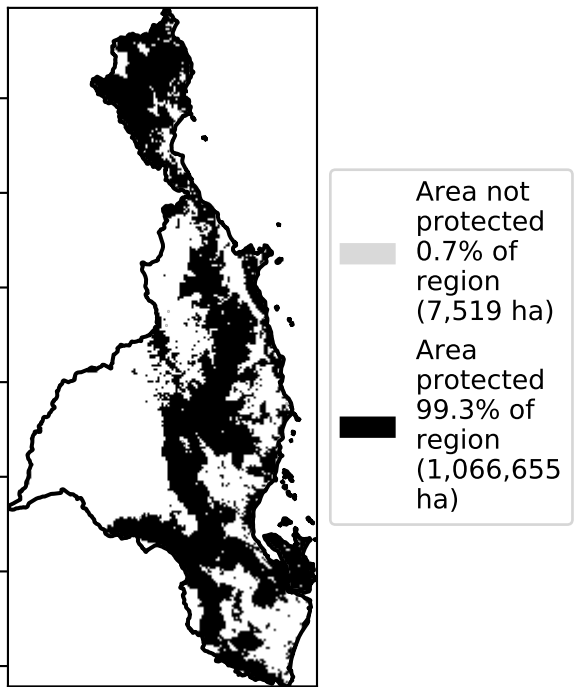 Area not
protected
0.7% of
region
(7,519 ha)
Area
protected
99.3% of
region
(1,066,655
ha)